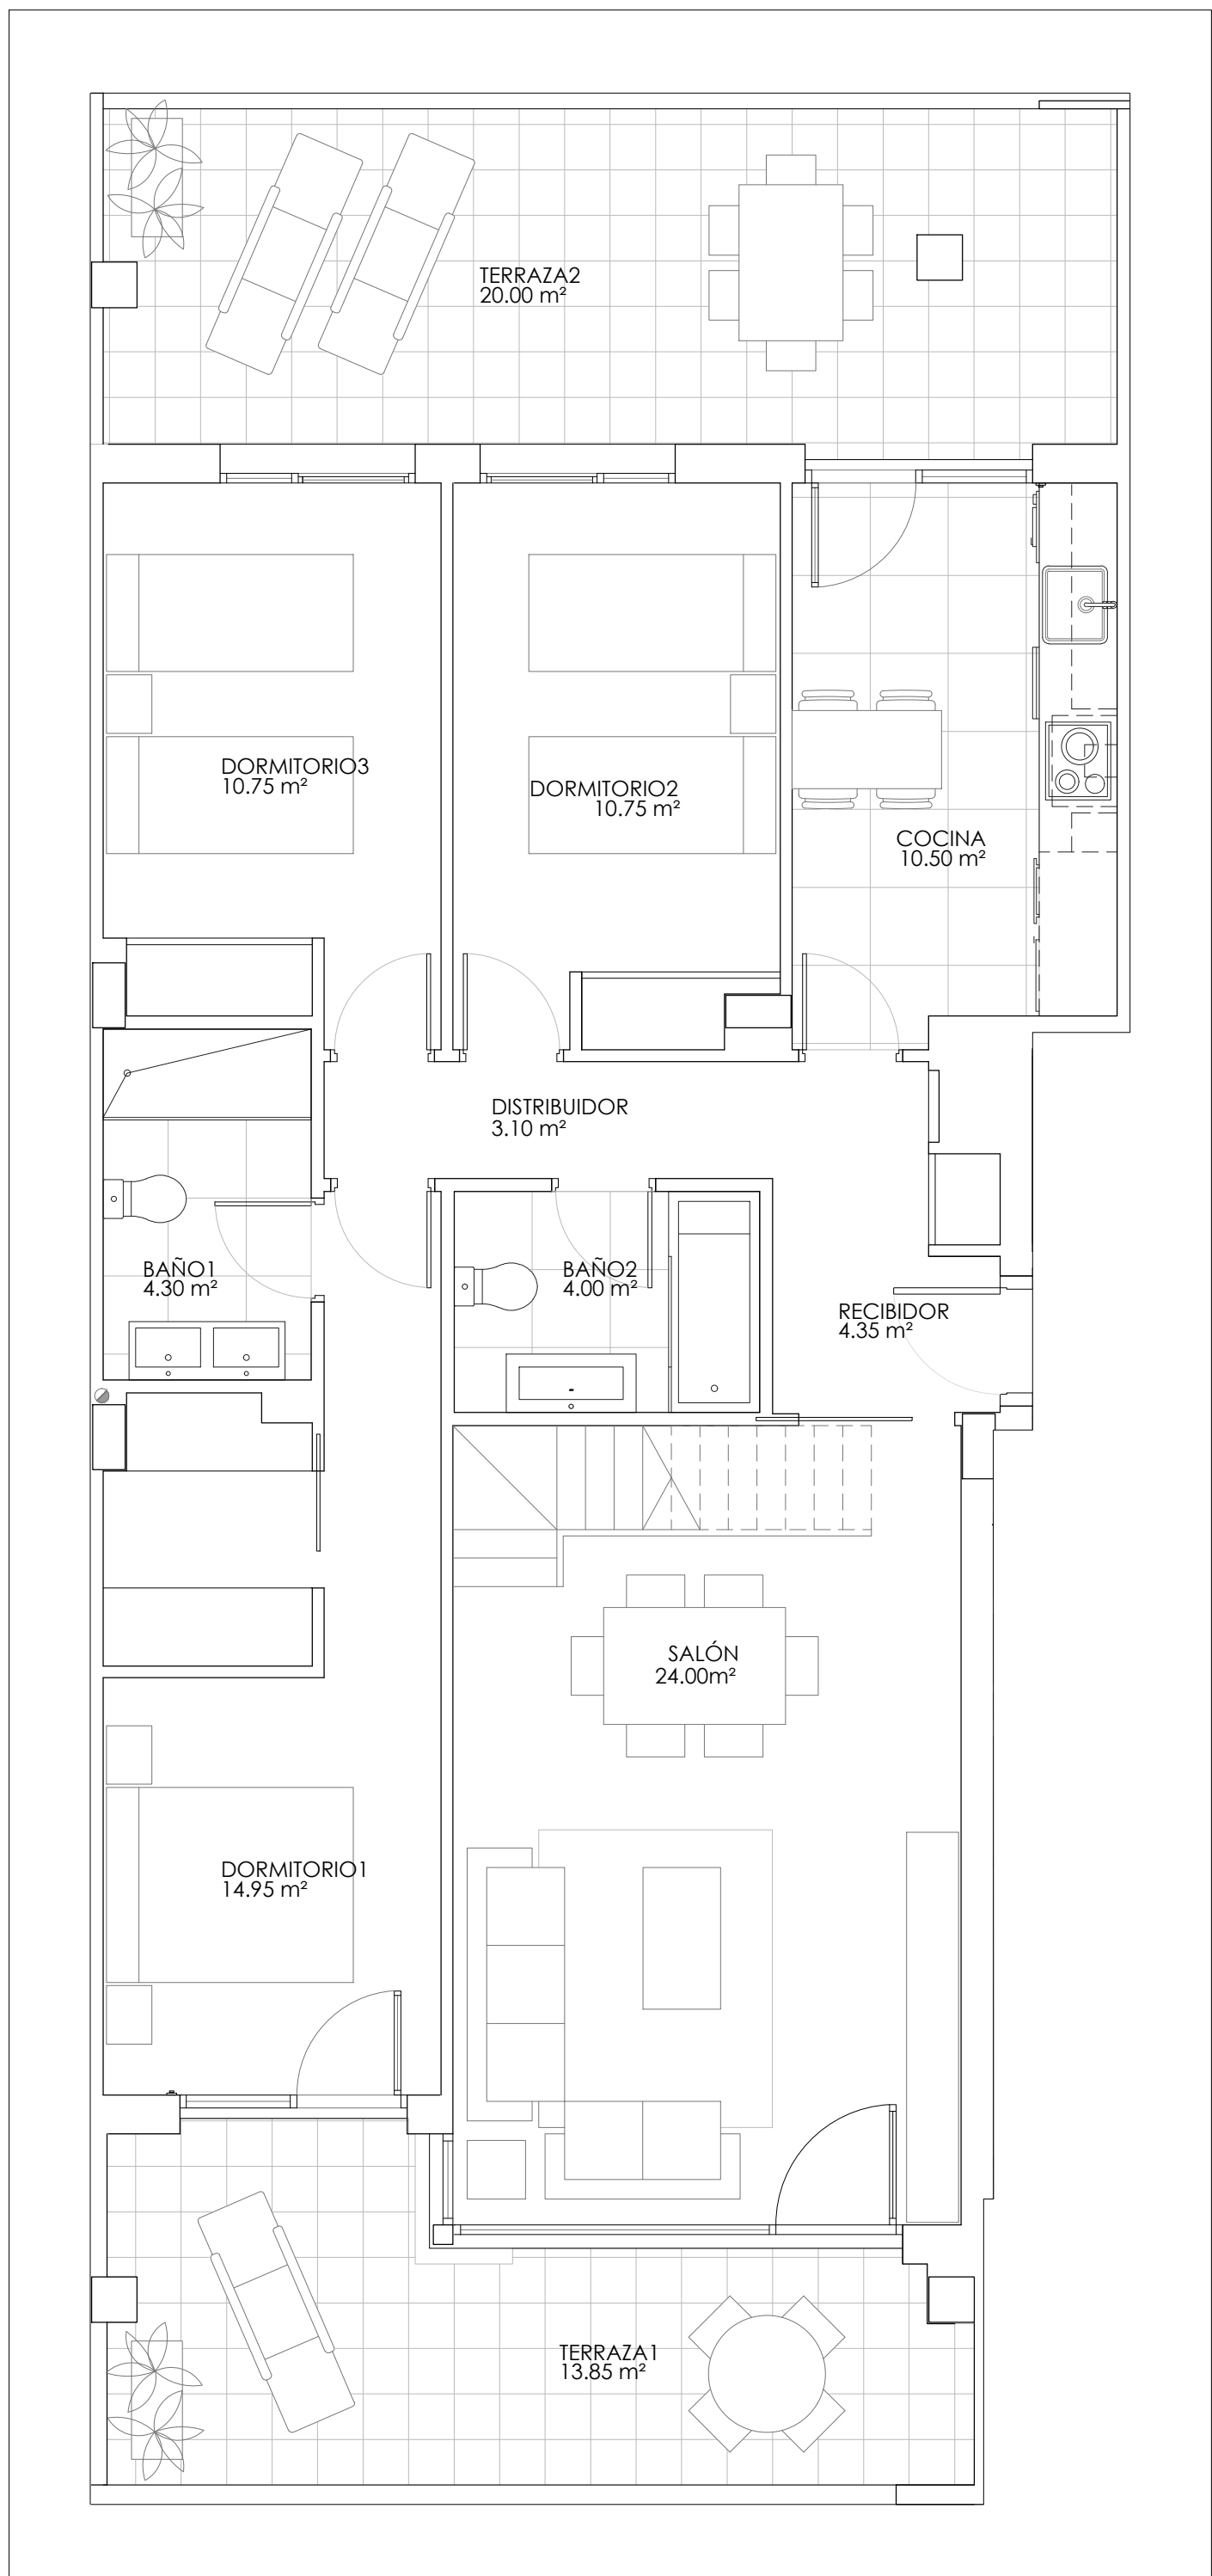 TERRAZA2
20.00 m²
DORMITORIO3
10.75 m²
DORMITORIO2
10.75 m²
COCINA
10.50 m²
DISTRIBUIDOR
3.10 m²
BAÑO1
4.30 m²
BAÑO2
4.00 m²
RECIBIDOR
4.35 m²
SALÓN
24.00m²
DORMITORIO1
14.95 m²
TERRAZA1
13.85 m²